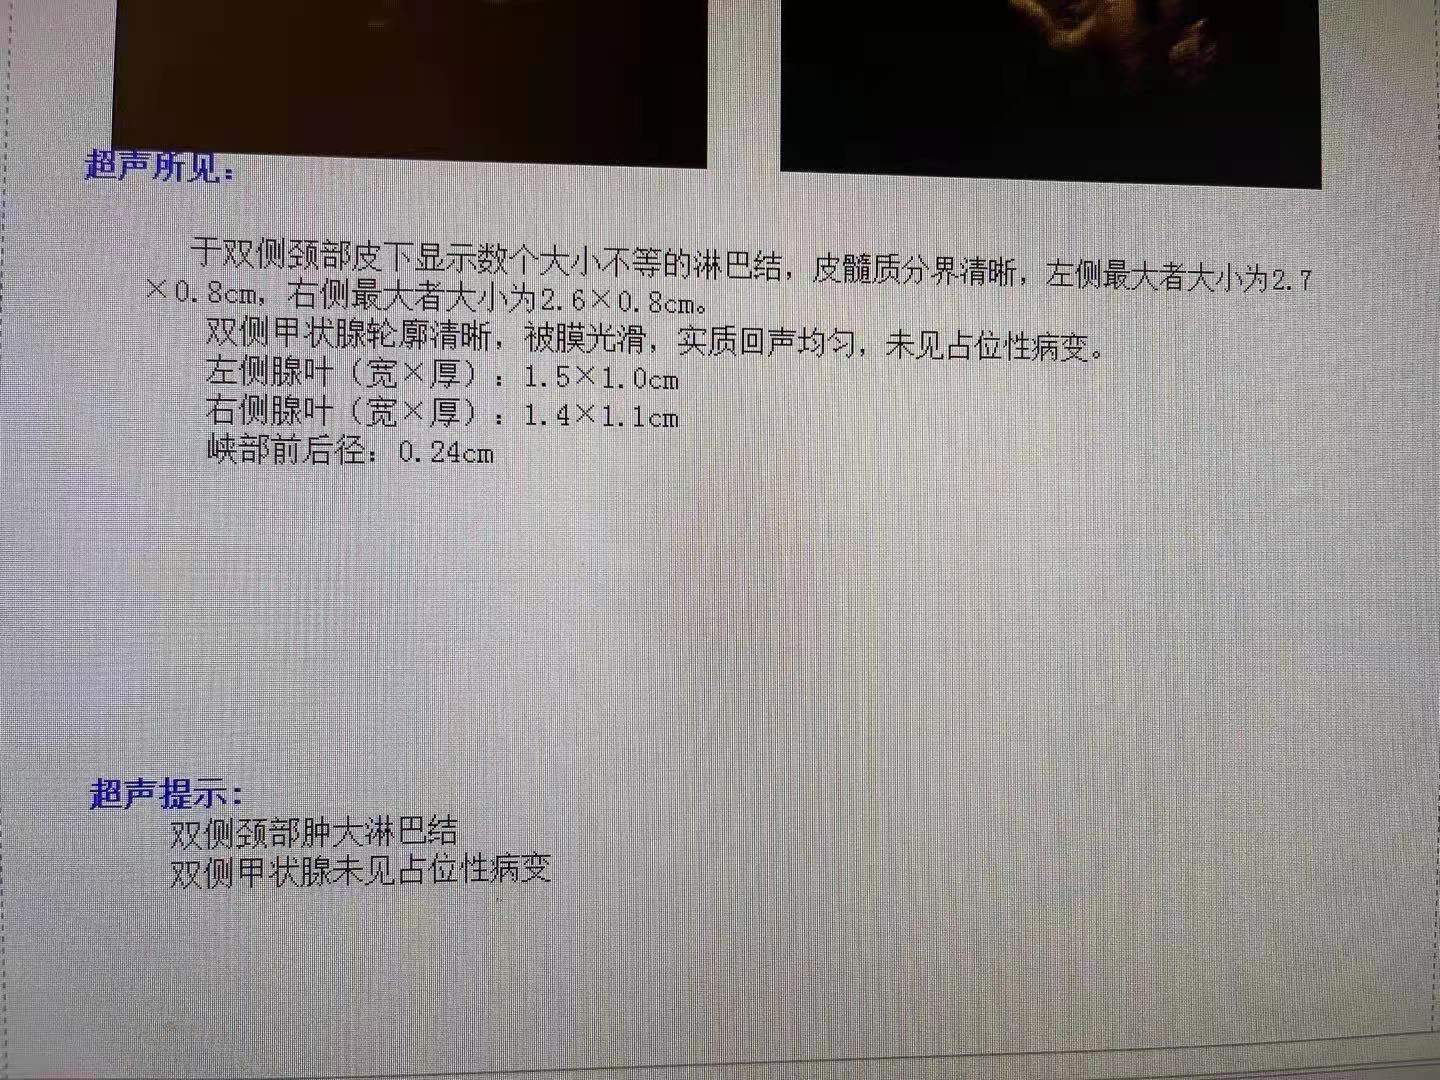 超声所见：
于双侧颈部皮下显示数个大小不等的淋巴结，皮髓质分界清晰，左侧最大者大小为2.7
×0.8cm，右侧最大者大小为2.6×0.8cm。
双侧甲状腺轮廓清晰，被膜光滑，实质回声均匀，未见占位性病变。
左侧腺叶（宽×厚）：1.5×1.0cm
右侧腺叶（宽×厚）：1.4×1.1cm
峡部前后径：0.24cm
超声提示：
双侧颈部肿大淋巴结
双侧甲状腺未见占位性病变